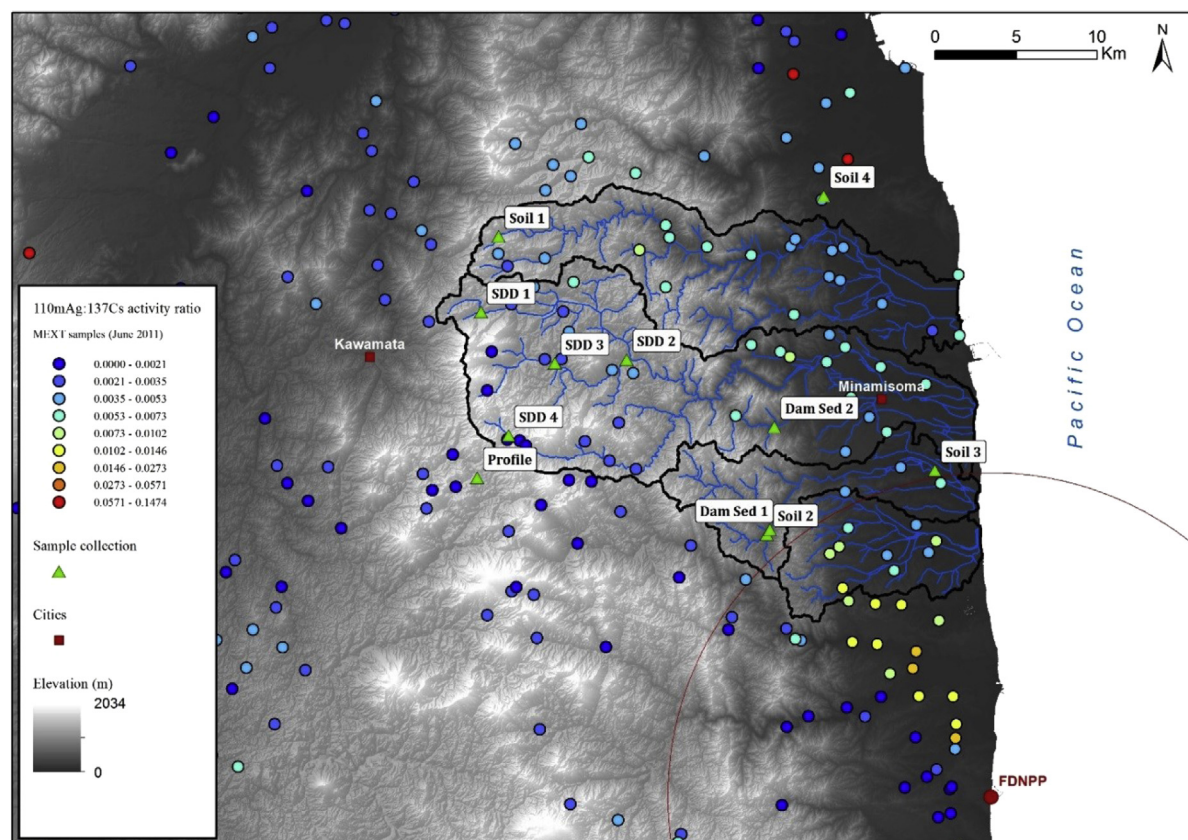 0 5 10
Km
N
Soil 4
Soil 1
SDD 1
Kawamata
SDD 3
SDD 2
Minamisoma
Dam Sed 2
SDD 4
Profile
Soil 3
Dam Sed 1
Soil 2
Pacific Ocean
FDNPP
110mAg:137Cs activity ratio
MEXT samples (June 2011)
0.0000 - 0.0021
0.0021 - 0.0035
0.0035 - 0.0053
0.0053 - 0.0073
0.0073 - 0.0102
0.0102 - 0.0146
0.0146 - 0.0273
0.0273 - 0.0571
0.0571 - 0.1474
Sample collection
Cities
Elevation (m)
2034
0